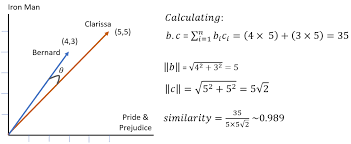 Iron Man
Clarissa
(5,5)
(4,3)
Bernard
θ
Pride &
Prejudice
Calculating:
b.c = ∑ⁿᵢ₌₁ bᵢcᵢ = (4 × 5) + (3 × 5) = 35
‖b‖ = √4² + 3² = 5
‖c‖ = √5² + 5² = 5√2
similarity = 35 / 5×5√2 ~0.989